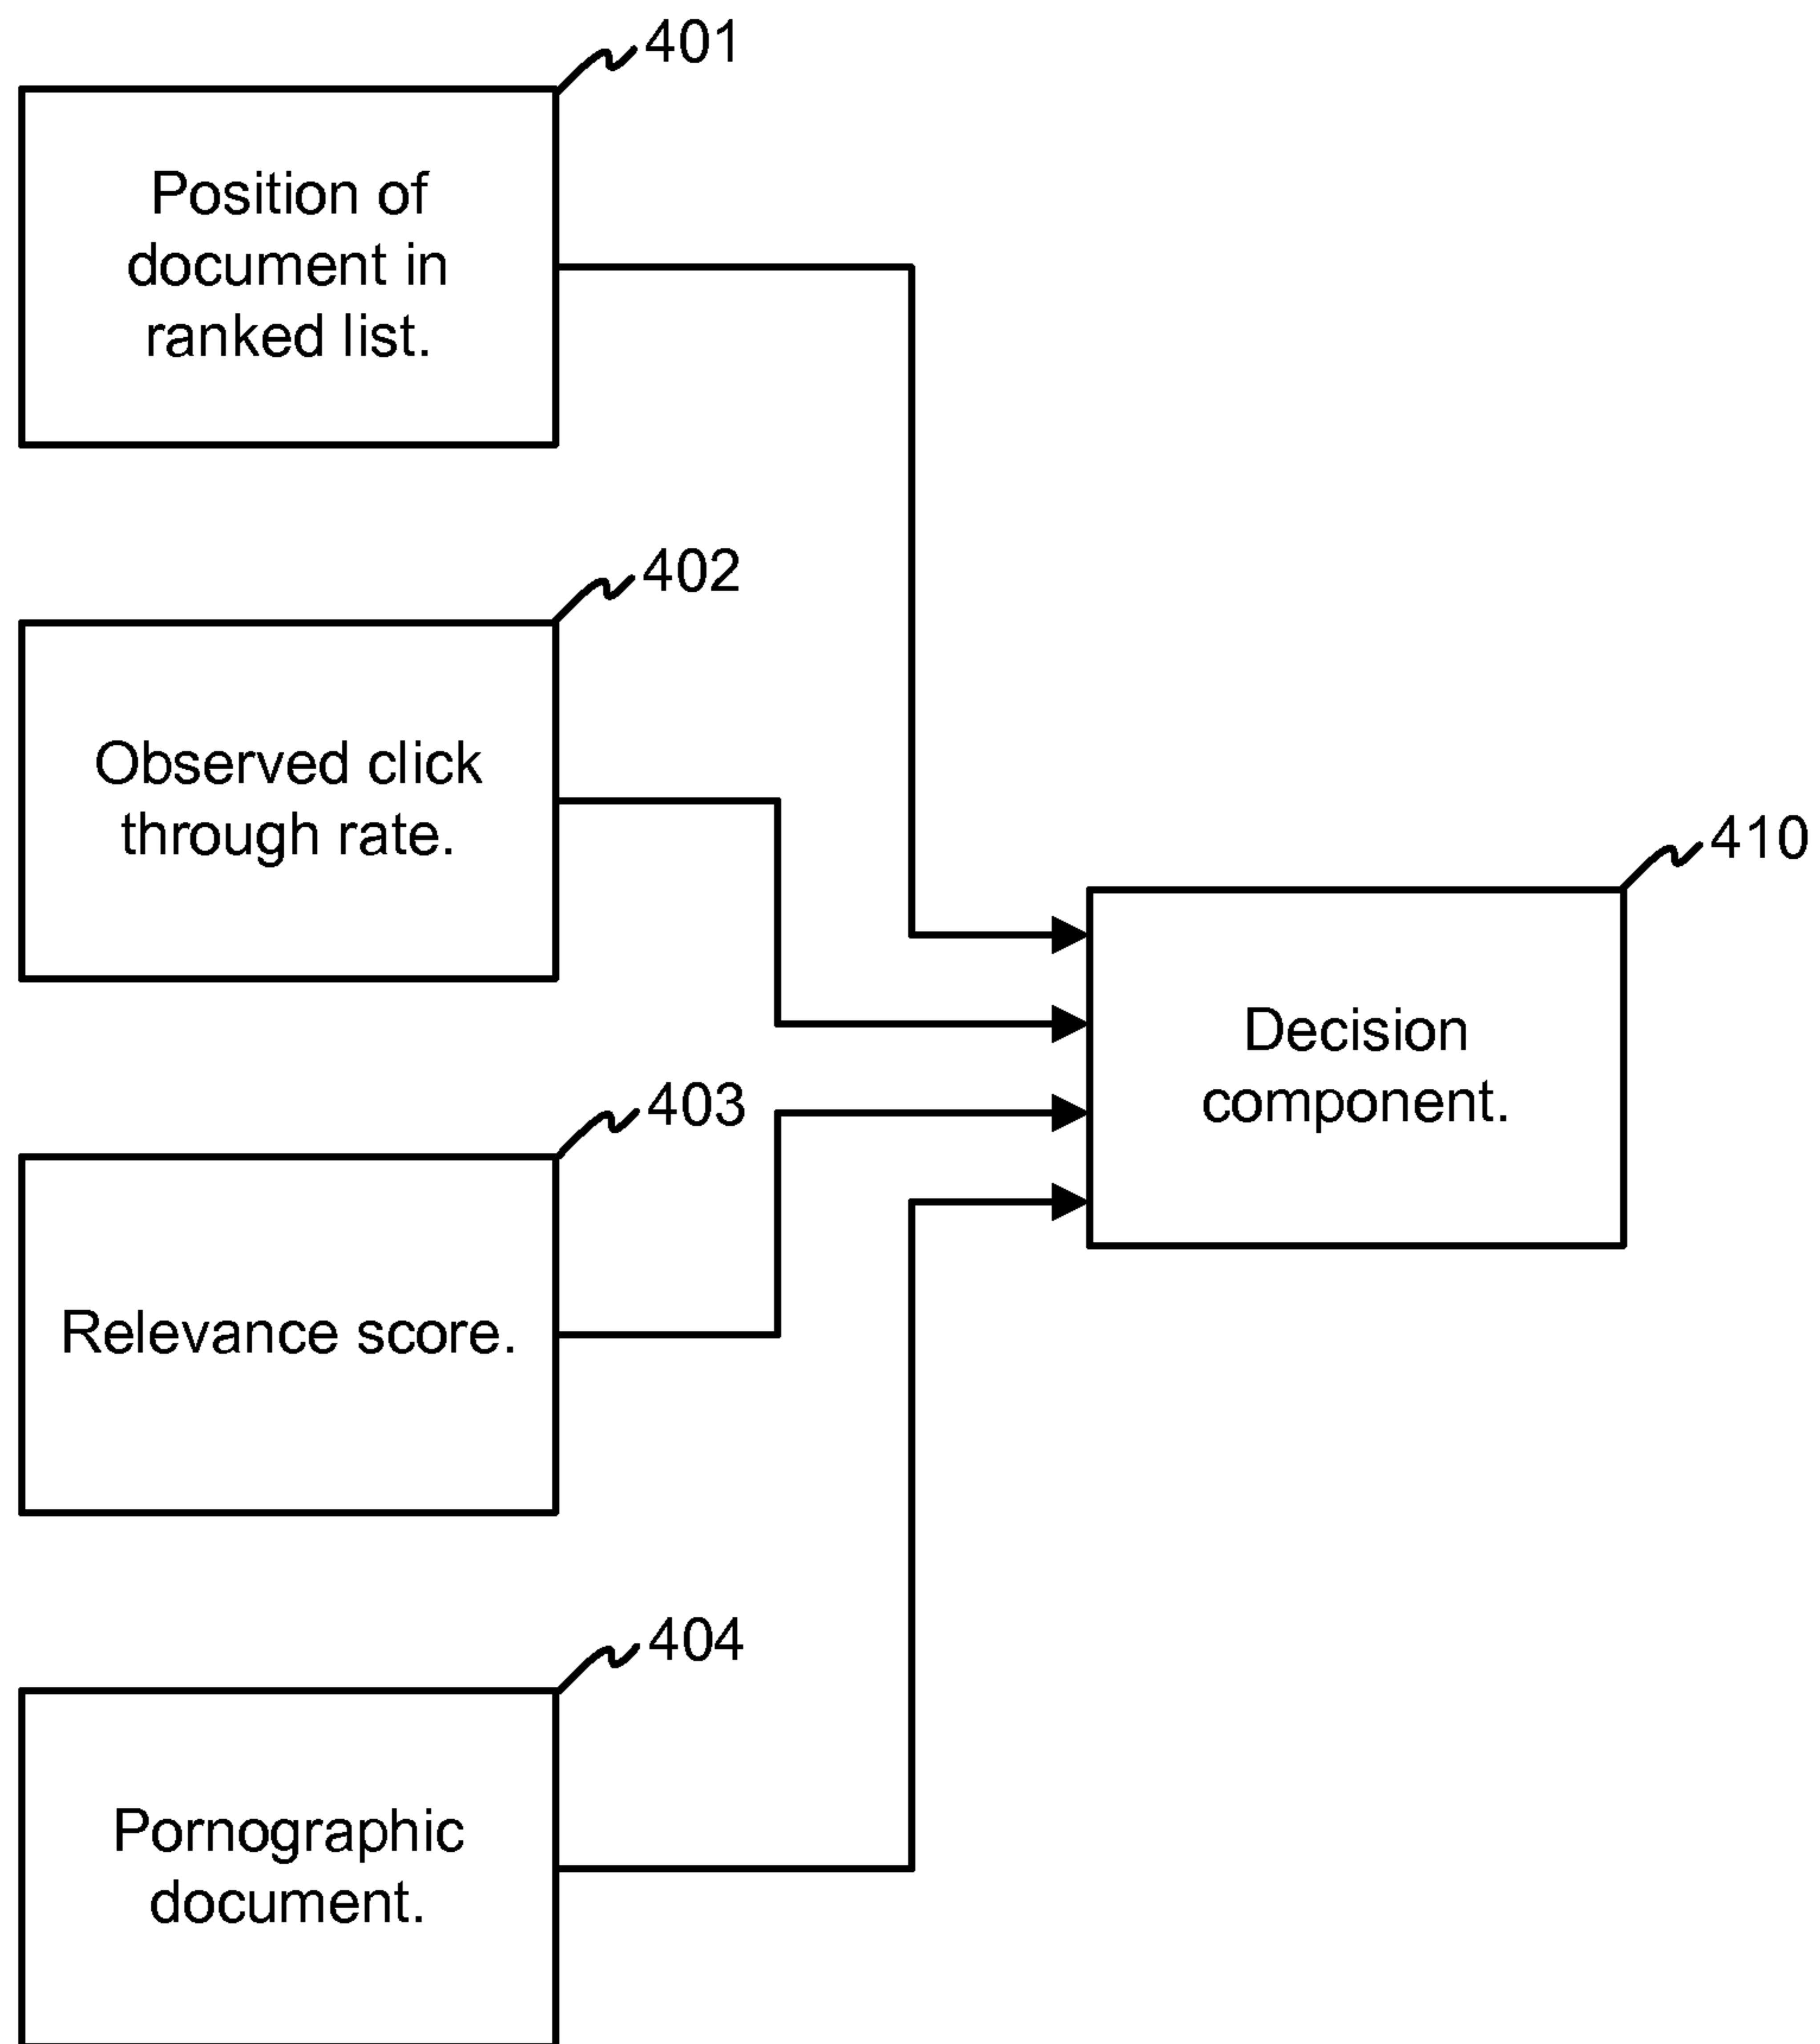 401
Position of
document in
ranked list.
402
Observed click
through rate.
410
Decision
component.
403
Relevance score.
404
Pornographic
document.